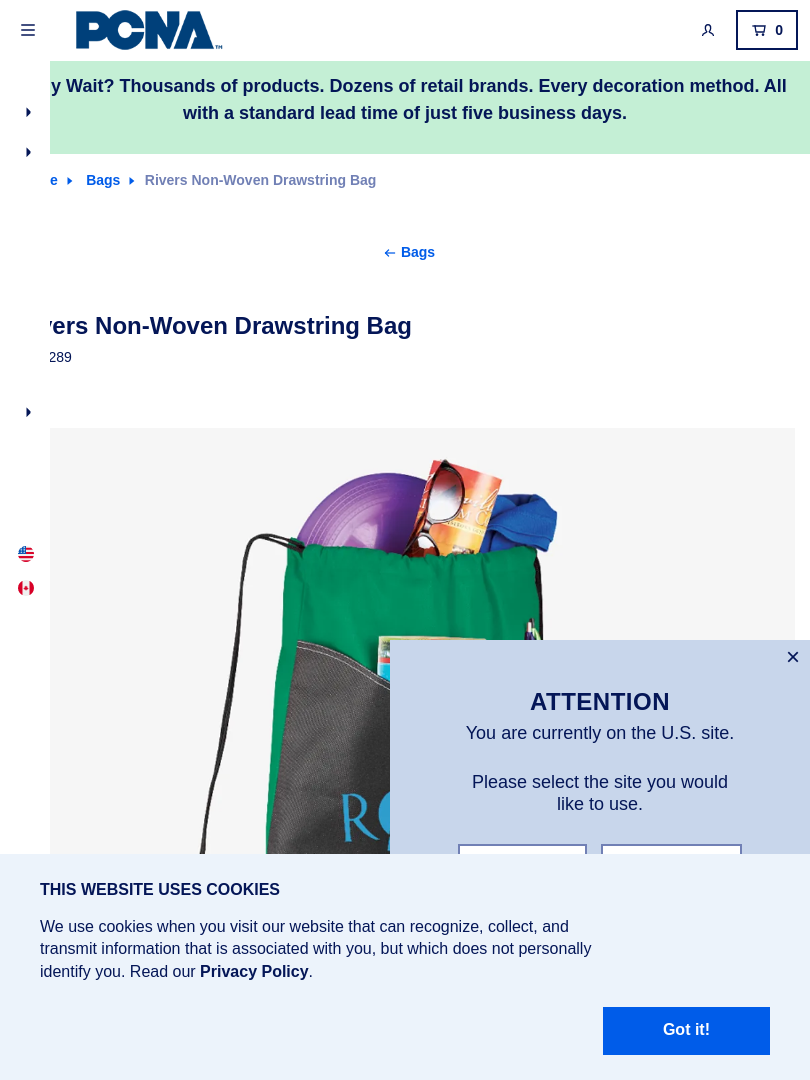 PCNA
0
y Wait? Thousands of products. Dozens of retail brands. Every decoration method. All
with a standard lead time of just five business days.
e Bags Rivers Non-Woven Drawstring Bag
Bags
vers Non-Woven Drawstring Bag
289
ATTENTION
You are currently on the U.S. site.
Please select the site you would
like to use.
THIS WEBSITE USES COOKIES
We use cookies when you visit our website that can recognize, collect, and
transmit information that is associated with you, but which does not personally
identify you. Read our Privacy Policy.
Got it!